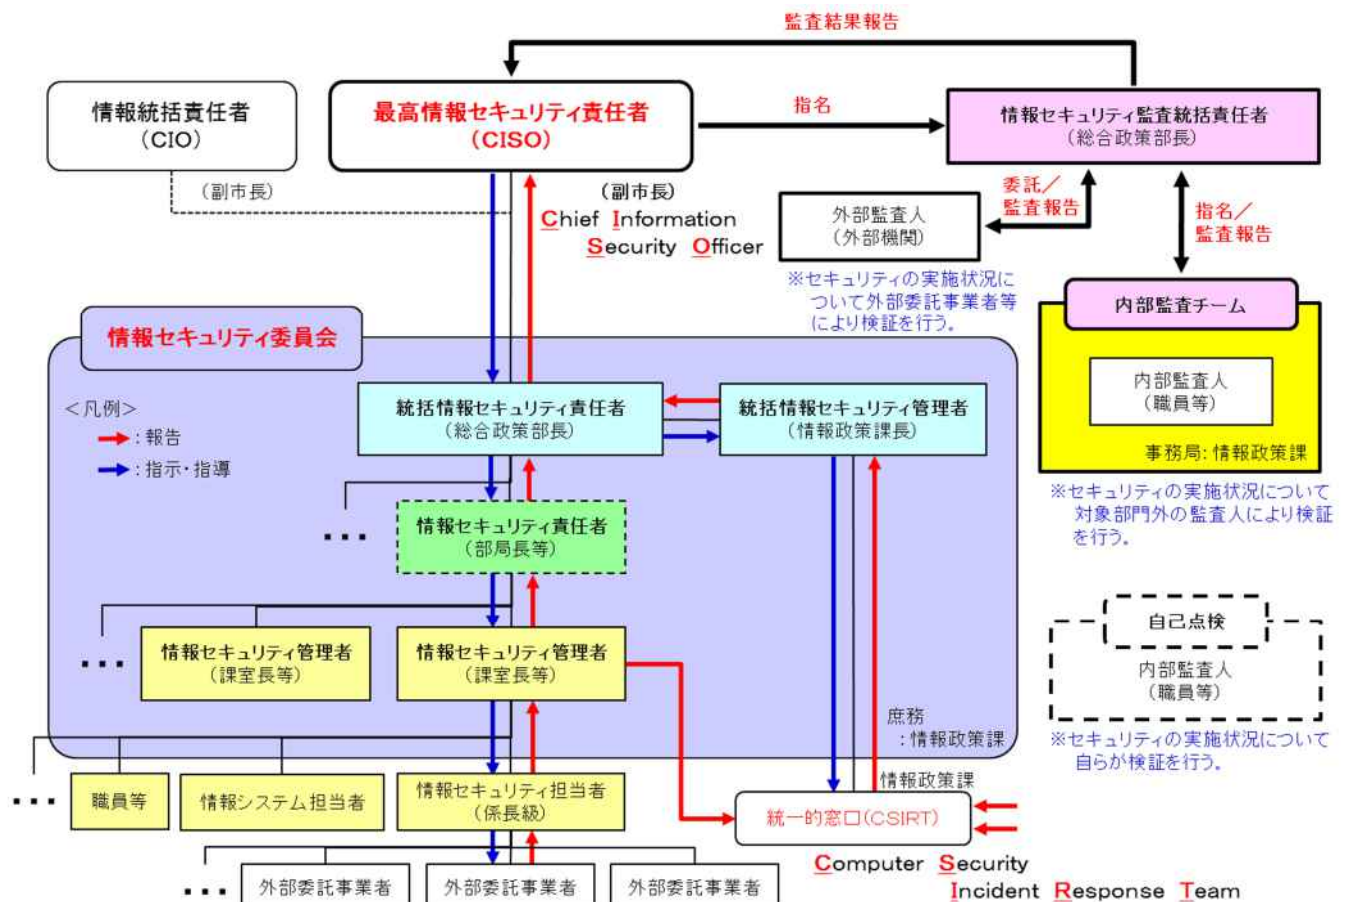 監査結果報告
情報統括責任者
(CIO)
最高情報セキュリティ責任者
(CISO)
指名
情報セキュリティ監査統括責任者
(総合政策部長)
(副市長)
(副市長)
Chief Information
Security Officer
委託/
監査報告
指名/
監査報告
外部監査人
(外部機関)
※セキュリティの実施状況に
ついて外部委託事業者等
により検証を行う。
内部監査チーム
内部監査人
(職員等)
事務局:情報政策課
※セキュリティの実施状況について
対象部門外の監査人により検証
を行う。
情報セキュリティ委員会
<凡例>
:報告
:指示・指導
統括情報セキュリティ責任者
(総合政策部長)
統括情報セキュリティ管理者
(情報政策課長)
・・・
情報セキュリティ責任者
(部局長等)
・・・
情報セキュリティ管理者
(課室長等)
情報セキュリティ管理者
(課室長等)
自己点検
内部監査人
(職員等)
※セキュリティの実施状況について
自らが検証を行う。
庶務
:情報政策課
・・・
職員等
情報システム担当者
情報セキュリティ担当者
(係長級)
情報政策課
統一的窓口(CSIRT)
Computer Security
Incident Response Team
・・・
外部委託事業者
外部委託事業者
外部委託事業者